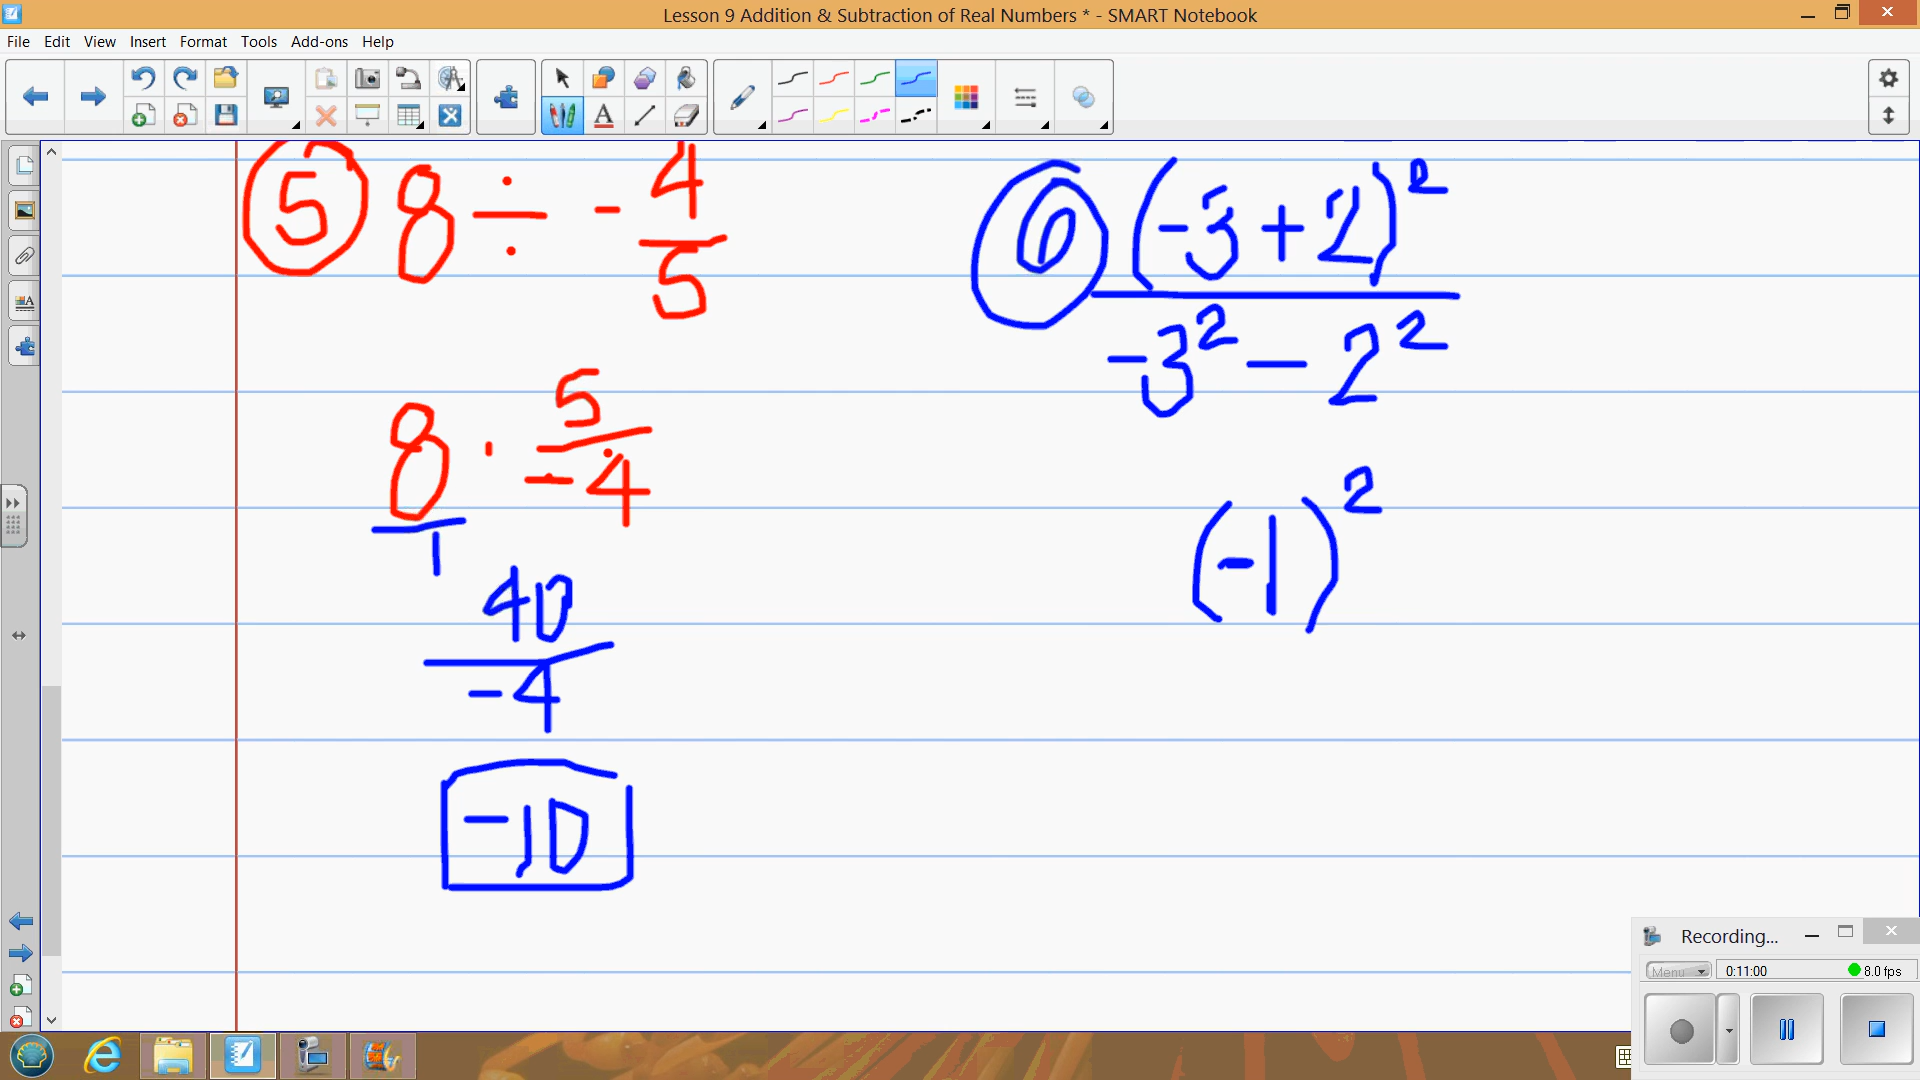 Lesson 9 Addition & Subtraction of Real Numbers * - SMART Notebook
File Edit View Insert Format Tools Add-ons Help
5 8 ÷ - 4/5
8/1 · 5/-4
40/-4
-10
6 (-3+2)²
-3² - 2²
(-1)²
Recording...
Menu 0:11:00 8.0 fps